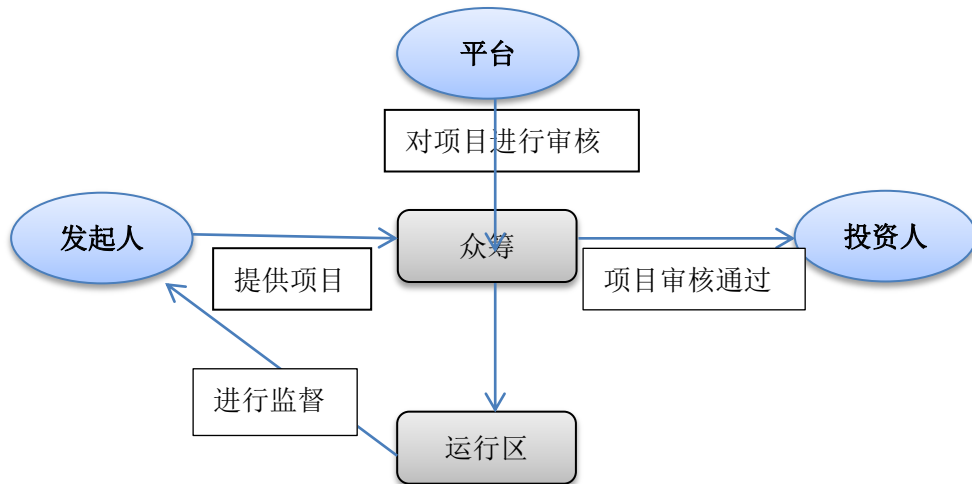 平台
对项目进行审核
发起人
众筹
投资人
提供项目
项目审核通过
进行监督
运行区